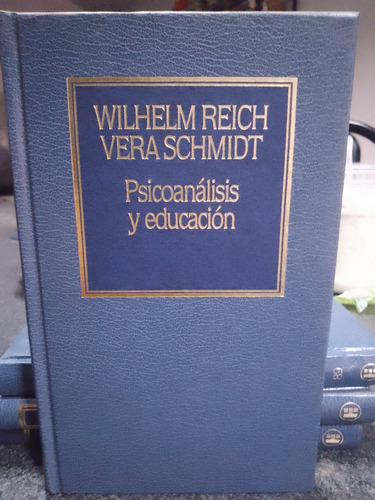 WILHELM REICH
VERA SCHMIDT
Psicoanálisis
y educación